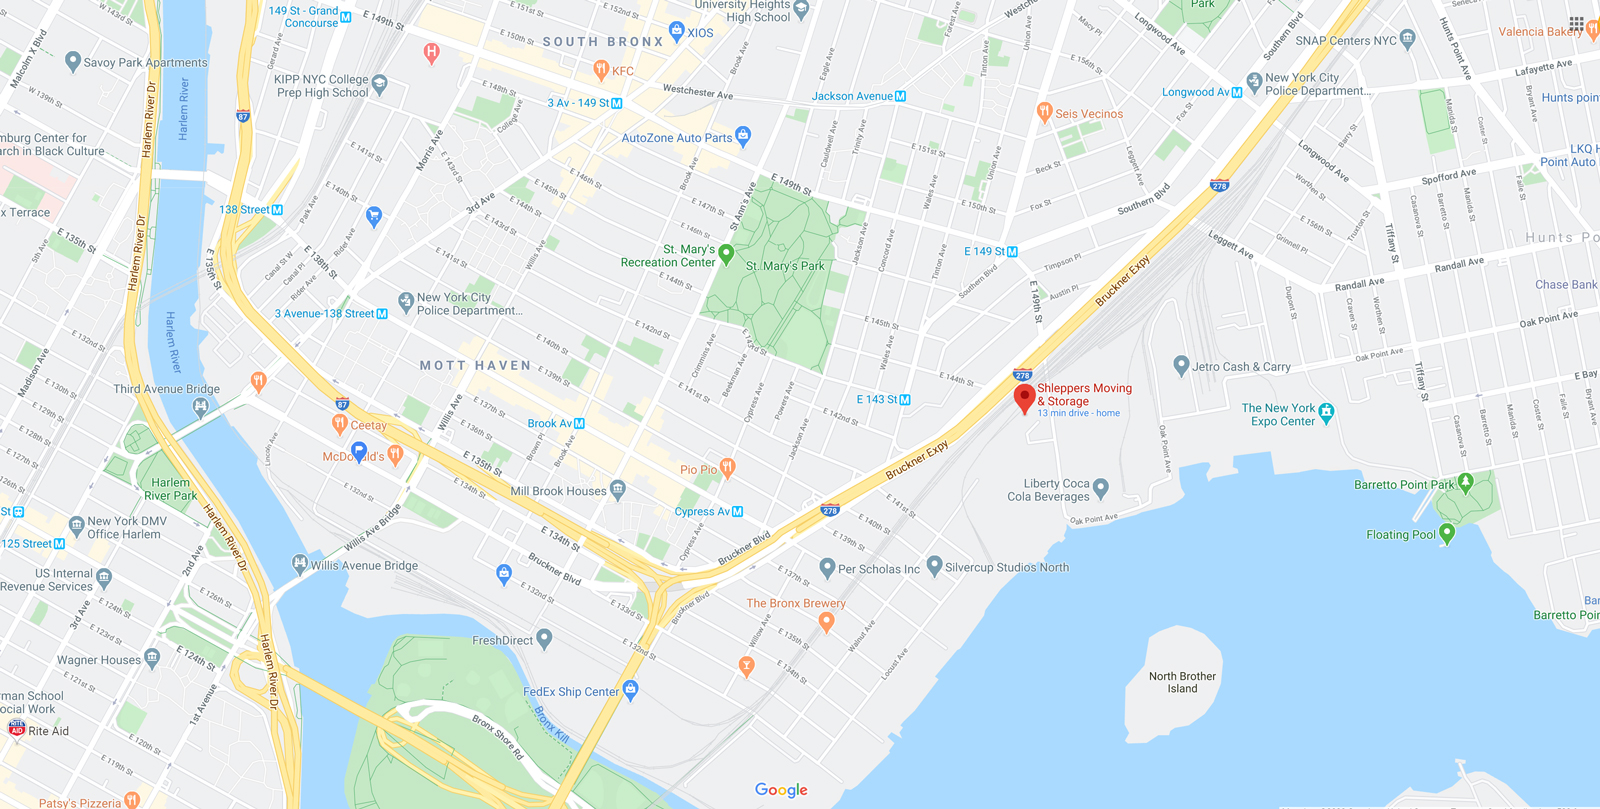 149 St - Grand
Concourse
E 149th St
W 143rd St
Malcolm X Blvd
Savoy Park Apartments
W 139th St
Harlem River Dr
Harlem River
Gerard Ave
KIPP NYC College
Prep High School
87
E 150th St
E 152nd St
E 151st St
SOUTH BRONX
XIOS
KFC
H
University Heights
High School
Brook Ave
Eagle Ave
Forest Ave
Tinton Ave
Union Ave
Macy Pl
E 156th St
Longwood Ave
Park
Southern Blvd
SNAP Centers NYC
Hunts Point Ave
Valencia Bakery
Lafayette Ave
Bryant Ave
Hunts poin
New York City
Police Department...
Longwood Av
Jackson Avenue
Westchester Ave
3 Av - 149 St
AutoZone Auto Parts
E 148th St
College Ave
Morris Ave
E 141st St
E 143rd St
E 140th St
3rd Ave
E 146th St
E 145th St
E 143rd St
Willis Ave
Park Ave
Rider Ave
Canal St W
Canal Pl
Rider Ave
E 138th St
138 Street
E 135th St
5th Ave
E 135th St
mburg Center for
arch in Black Culture
x Terrace
Harlem River Dr
Harlem River
Seis Vecinos
Cauldwell Ave
Trinity Ave
E 151st St
Union Ave
Beck St
Leggett Ave
Fox St
Fox St
E 150th St
Wales Ave
E 149th St
Southern Blvd
278
Barry St
Longwood Ave
Worthen St
E 156th St
Truxton St
Manida St
Coster St
LKQ H
Point Auto
Spofford Ave
Casanova St
Barretto St
Manida St
Coster St
Faile St
Tiffany St
Grinnell Pl
Leggett Ave
Hunts Po
Randall Ave
Randall Ave
Chase Bank
Brook Ave
St Ann's Ave
E 147th St
E 146th St
E 144th St
St. Mary's
Recreation Center
St. Mary's Park
Jackson Ave
Concord Ave
Tinton Ave
E 149 St
Timpson Pl
Southern Blvd
Austin Pl
E 149th St
Bruckner Expy
Dupont St
Craven St
Worthen St
Oak Point Ave
Oak Point Ave
3 Avenue-138 Street
New York City
Police Department...
MOTT HAVEN
E 140th St
E 139th St
E 142nd St
E 141st St
E 143rd St
Crimmins Ave
Beekman Ave
Cypress Ave
Powers Ave
Jackson Ave
E 142nd St
E 145th St
Wales Ave
E 144th St
E 143 St
278
Shleppers Moving
& Storage
13 min drive - home
Jetro Cash & Carry
The New York
Expo Center
Tiffany St
E Bay
Casanova St
Barretto St
Manida St
Coster St
Faile St
Bryant Ave
Oak Point Ave
E 132nd St
Madison Ave
E 129th St
E 128th St
E 127th St
E 126th St
Third Avenue Bridge
87
Ceetay
McDonald's
Lincoln Ave
Willis Ave
E 137th St
E 136th St
E 135th St
E 134th St
Brook Av
Brown Pl
Brook Ave
Pio Pio
Mill Brook Houses
Cypress Av
Cypress Ave
Bruckner Expy
278
Bruckner Blvd
E 141st St
E 140th St
E 139th St
E 137th St
Liberty Coca
Cola Beverages
Oak Point Ave
Barretto Point Park
Floating Pool
Harlem
River Park
St
New York DMV
Office Harlem
125 Street
Harlem River Dr
2nd Ave
US Internal
Revenue Services
Willis Ave Bridge
Willis Avenue Bridge
E 134th St
Bruckner Blvd
E 132nd St
E 133rd St
E 132nd St
Bruckner Blvd
Per Scholas Inc
Silvercup Studios North
The Bronx Brewery
Willow Ave
E 135th St
E 134th St
Walnut Ave
Locust Ave
Bar
Barretto Poin
3rd Ave
E 126th St
E 124th St
E 123rd St
E 124th St
E 121st St
Wagner Houses
Harlem River Dr
1st Avenue
E 120th St
E 119th St
rman School
ocial Work
RITE AID
Rite Aid
Patsy's Pizzeria
FreshDirect
FedEx Ship Center
Bronx Kill
Bronx Shore Rd
North Brother
Island
Google